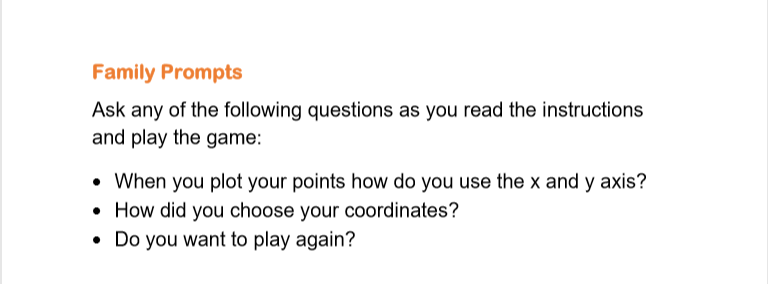 Family Prompts
Ask any of the following questions as you read the instructions
and play the game:
• When you plot your points how do you use the x and y axis?
• How did you choose your coordinates?
• Do you want to play again?